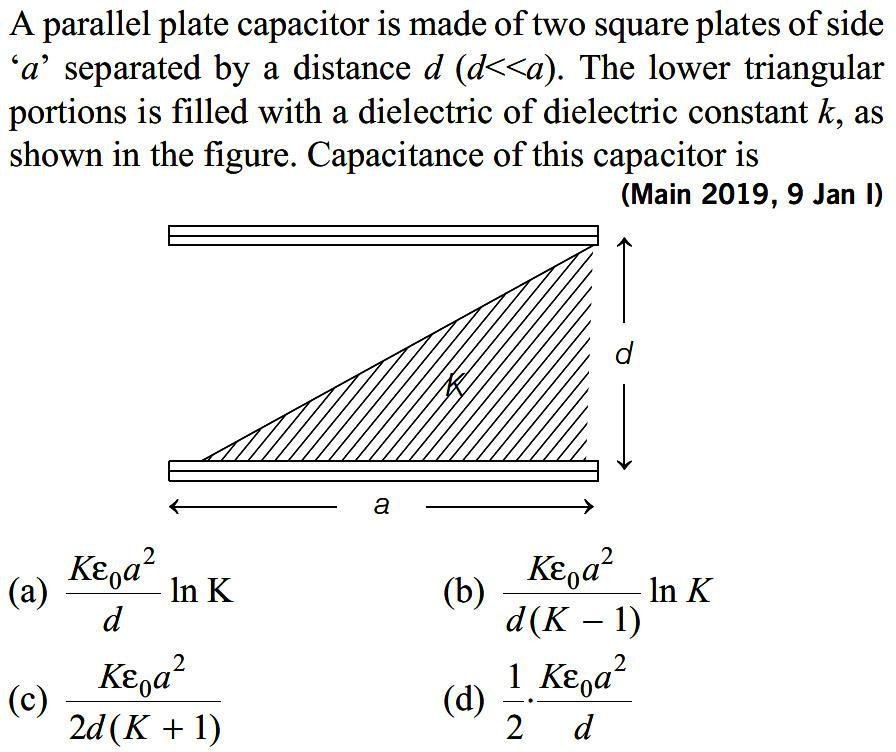 A parallel plate capacitor is made of two square plates of side
‘a’ separated by a distance d (d<<a). The lower triangular
portions is filled with a dielectric of dielectric constant k, as
shown in the figure. Capacitance of this capacitor is
(Main 2019, 9 Jan I)
K
d
a
(a) Kε₀a²/d ln K
(b) Kε₀a²/d(K − 1) ln K
(c) Kε₀a²/2d(K + 1)
(d) 1/2 · Kε₀a²/d